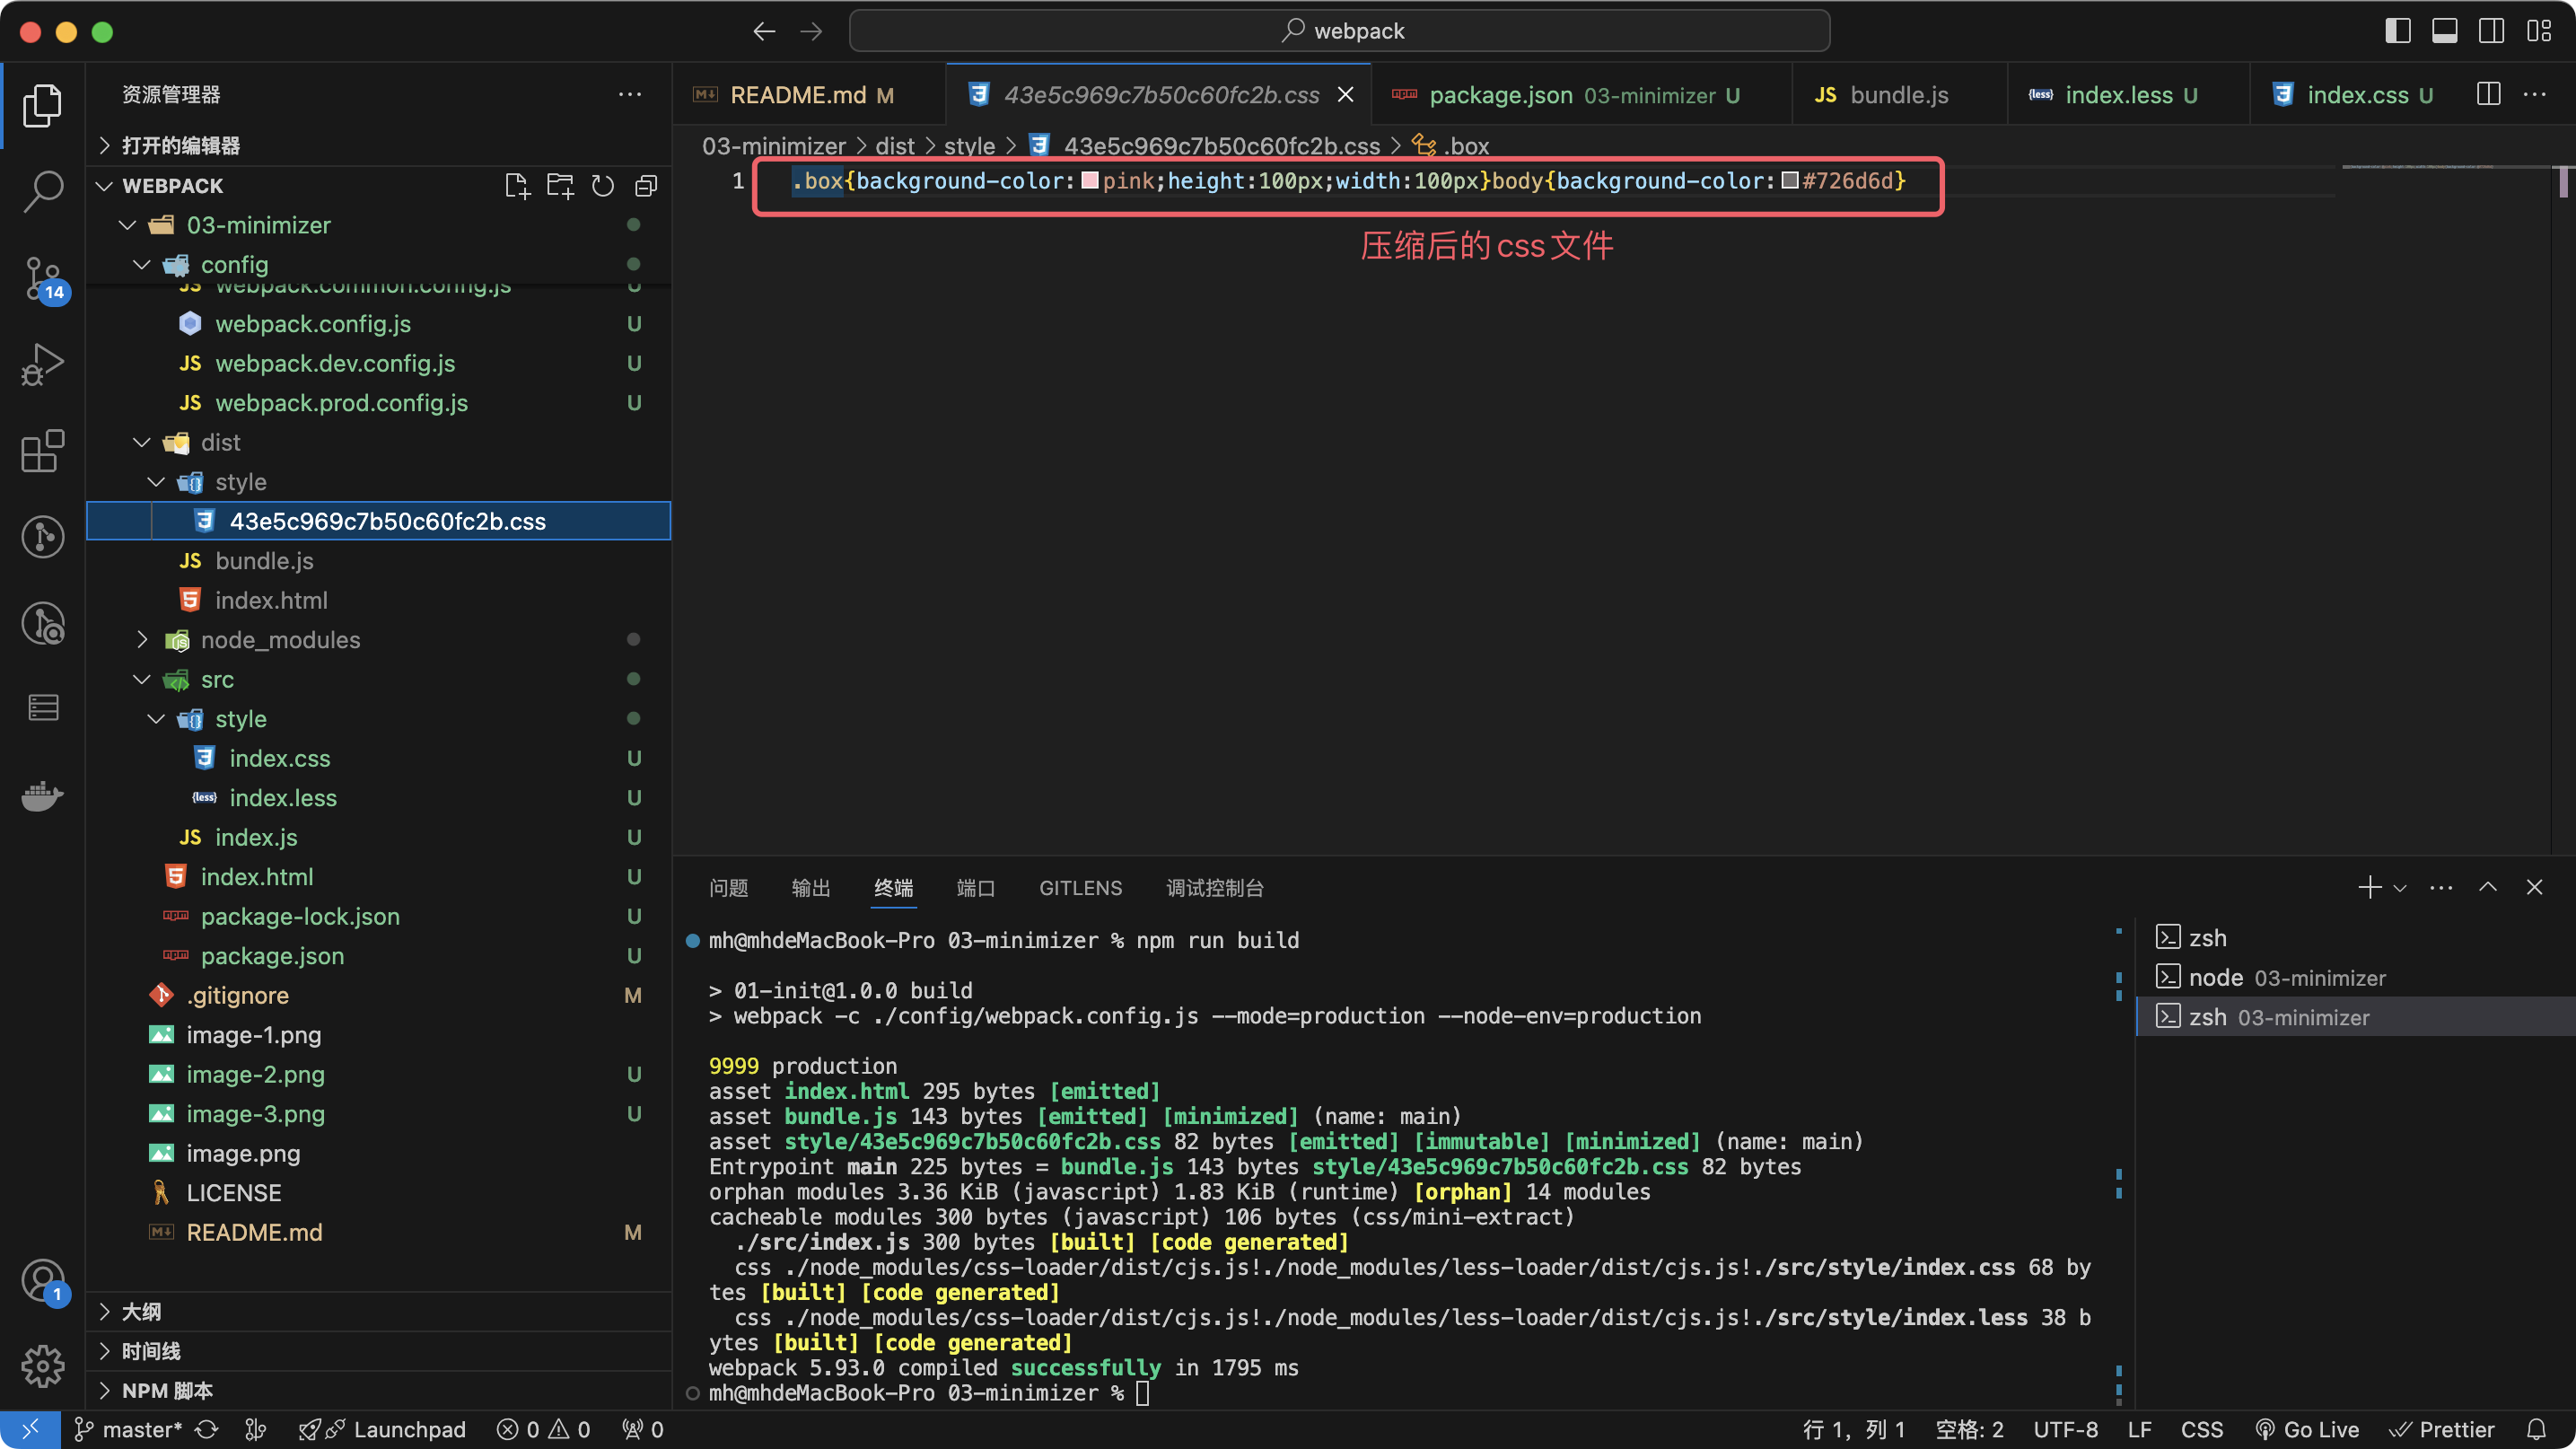 webpack
资源管理器
打开的编辑器
WEBPACK
03-minimizer
config
webpack.common.config.js U
webpack.config.js U
webpack.dev.config.js U
webpack.prod.config.js U
dist
style
43e5c969c7b50c60fc2b.css
bundle.js
index.html
node_modules
src
style
index.css U
index.less U
index.js U
index.html U
package-lock.json U
package.json U
.gitignore M
image-1.png
image-2.png U
image-3.png U
image.png
LICENSE
README.md M
大纲
时间线
NPM 脚本
14
1
README.md M
43e5c969c7b50c60fc2b.css
package.json 03-minimizer U
JS bundle.js
index.less U
index.css U
03-minimizer > dist > style > 43e5c969c7b50c60fc2b.css > .box
1 .box{background-color:pink;height:100px;width:100px}body{background-color:#726d6d}
压缩后的css文件
问题 输出 终端 端口 GITLENS 调试控制台
mh@mhdeMacBook-Pro 03-minimizer % npm run build
> 01-init@1.0.0 build
> webpack -c ./config/webpack.config.js --mode=production --node-env=production
9999 production
asset index.html 295 bytes [emitted]
asset bundle.js 143 bytes [emitted] [minimized] (name: main)
asset style/43e5c969c7b50c60fc2b.css 82 bytes [emitted] [immutable] [minimized] (name: main)
Entrypoint main 225 bytes = bundle.js 143 bytes style/43e5c969c7b50c60fc2b.css 82 bytes
orphan modules 3.36 KiB (javascript) 1.83 KiB (runtime) [orphan] 14 modules
cacheable modules 300 bytes (javascript) 106 bytes (css/mini-extract)
./src/index.js 300 bytes [built] [code generated]
css ./node_modules/css-loader/dist/cjs.js!./node_modules/less-loader/dist/cjs.js!./src/style/index.css 68 by
tes [built] [code generated]
css ./node_modules/css-loader/dist/cjs.js!./node_modules/less-loader/dist/cjs.js!./src/style/index.less 38 b
ytes [built] [code generated]
webpack 5.93.0 compiled successfully in 1795 ms
mh@mhdeMacBook-Pro 03-minimizer %
zsh
node 03-minimizer
zsh 03-minimizer
master* Launchpad 0 0 0
行 1，列 1 空格: 2 UTF-8 LF CSS Go Live Prettier